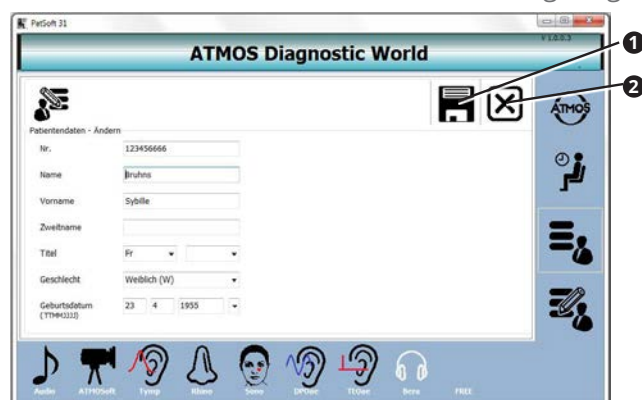 PatSoft 31
V 1.0.0.3
ATMOS Diagnostic World
1
2
ATMOS
Patientendaten - Ändern
Nr. 123456666
Name Bruhns
Vorname Sybille
Zweitname
Titel Fr
Geschlecht Weiblich (W)
Geburtsdatum 23 4 1955
(TTMMJJJJ)
Audio ATMOSoft Tymp Rhino Sono DPOae TEOae Bera FREE